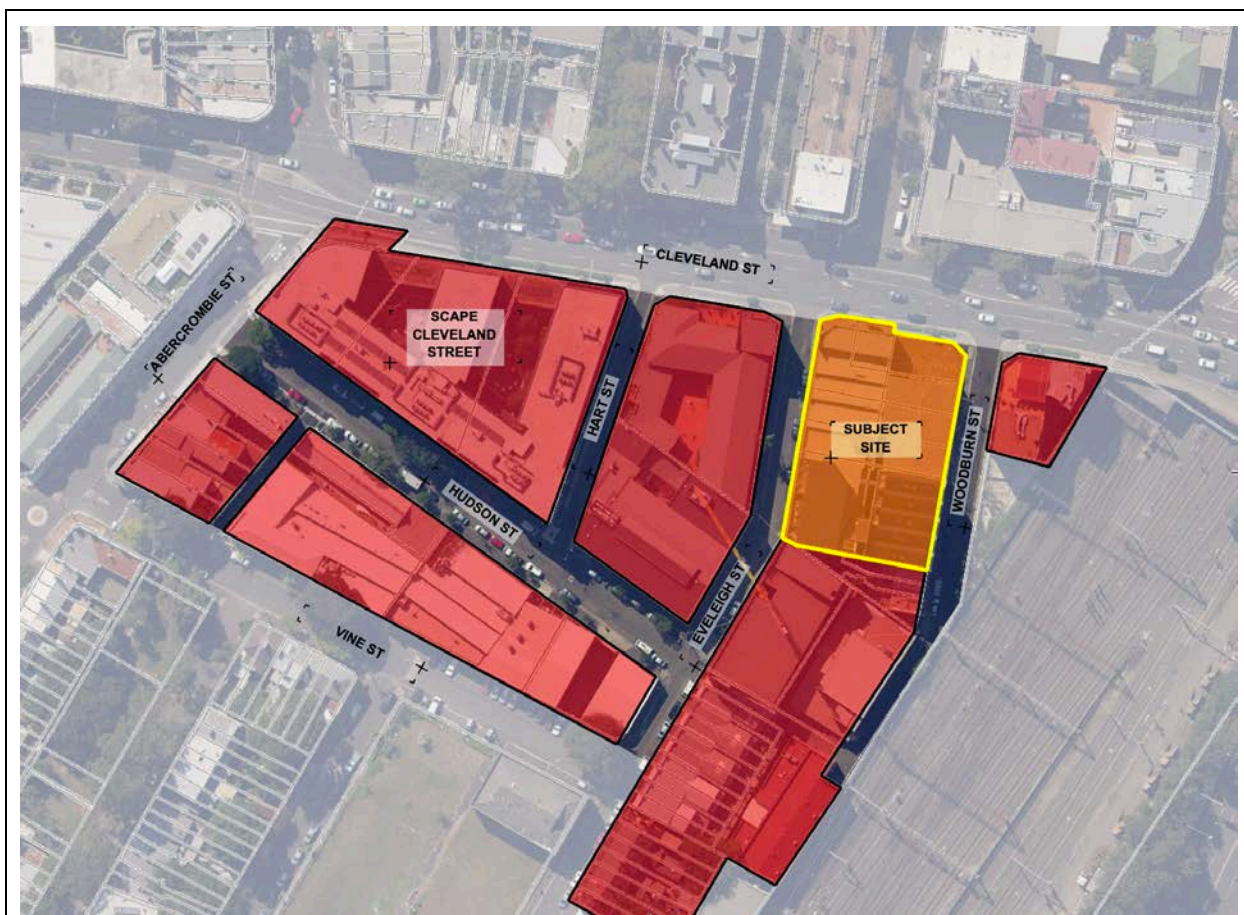 CLEVELAND ST
ABERCROMBIE ST
SCAPE
CLEVELAND
STREET
HART ST
SUBJECT
SITE
WOODBURN ST
HUDSON ST
EVELEIGH ST
VINE ST